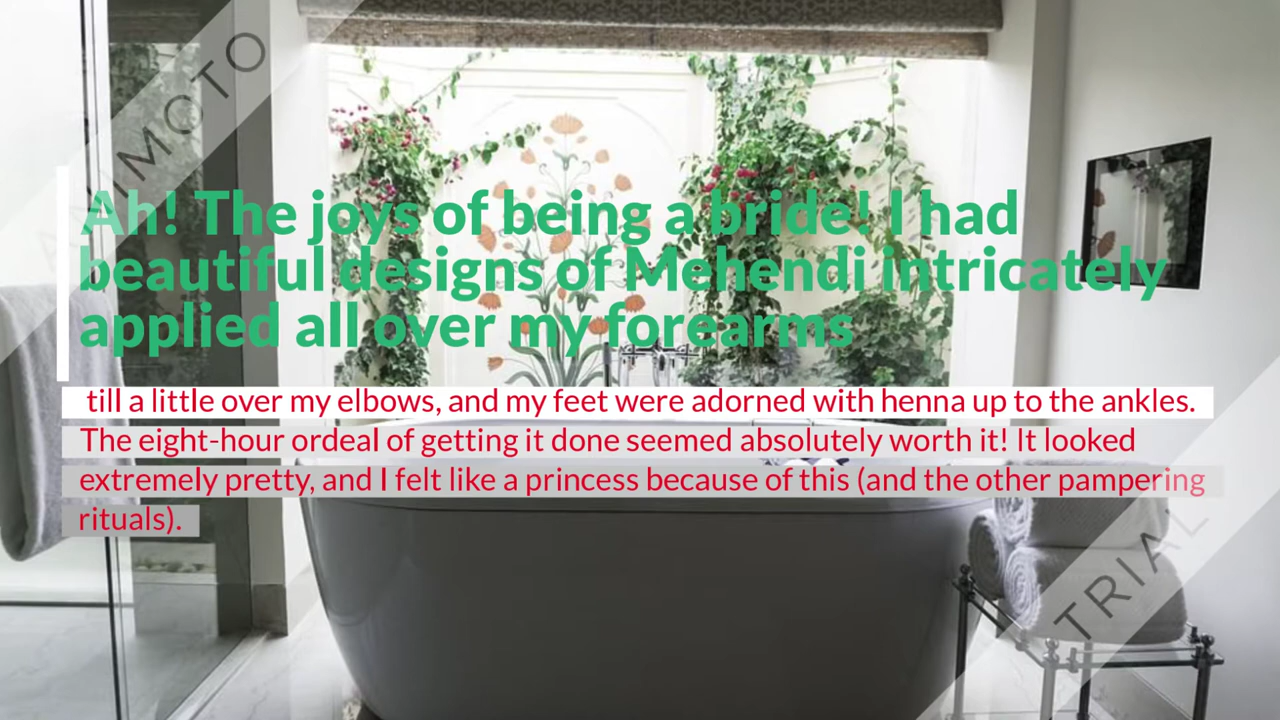 Ah! The joys of being a bride! I had
beautiful designs of Mehendi intricately
applied all over my forearms
till a little over my elbows, and my feet were adorned with henna up to the ankles.
The eight-hour ordeal of getting it done seemed absolutely worth it! It looked
extremely pretty, and I felt like a princess because of this (and the other pampering
rituals).
TRIAL